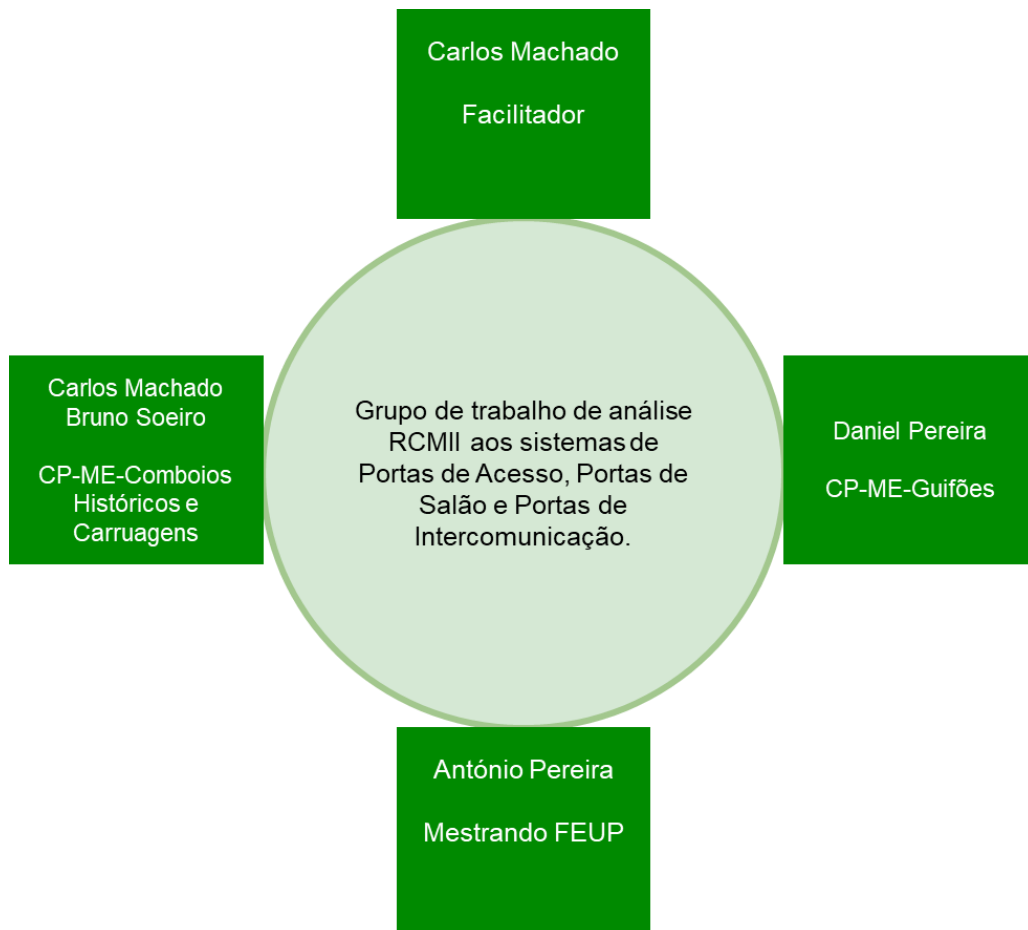 Carlos Machado
Facilitador
Carlos Machado
Bruno Soeiro
CP-ME-Comboios
Históricos e
Carruagens
Grupo de trabalho de análise
RCMII aos sistemas de
Portas de Acesso, Portas de
Salão e Portas de
Intercomunicação.
Daniel Pereira
CP-ME-Guifões
António Pereira
Mestrando FEUP